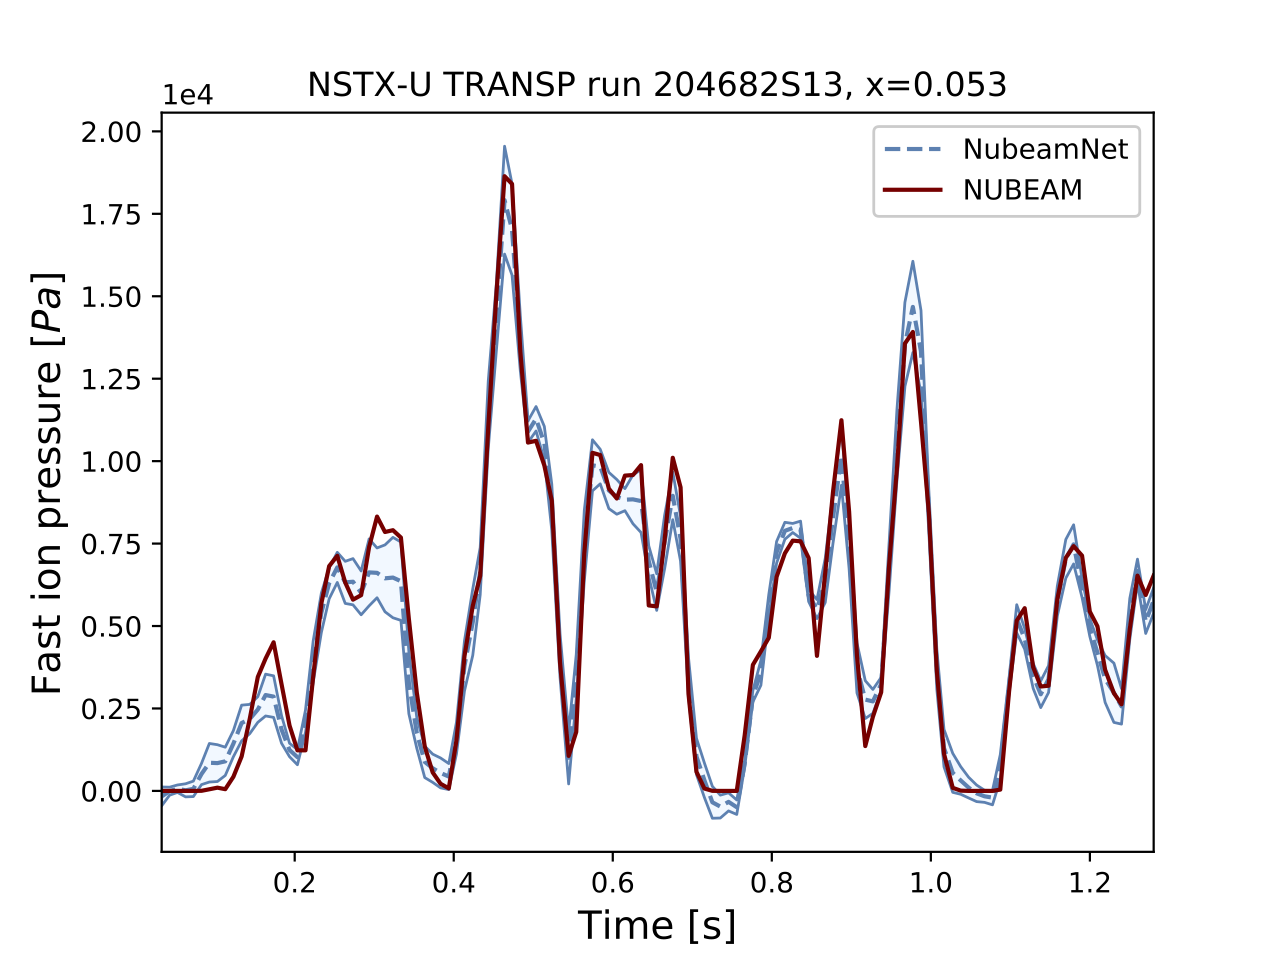 NSTX-U TRANSP run 204682S13, x=0.053
1e4
2.00
1.75
1.50
1.25
1.00
0.75
0.50
0.25
0.00
Fast ion pressure [Pa]
NubeamNet
NUBEAM
0.2 0.4 0.6 0.8 1.0 1.2
Time [s]